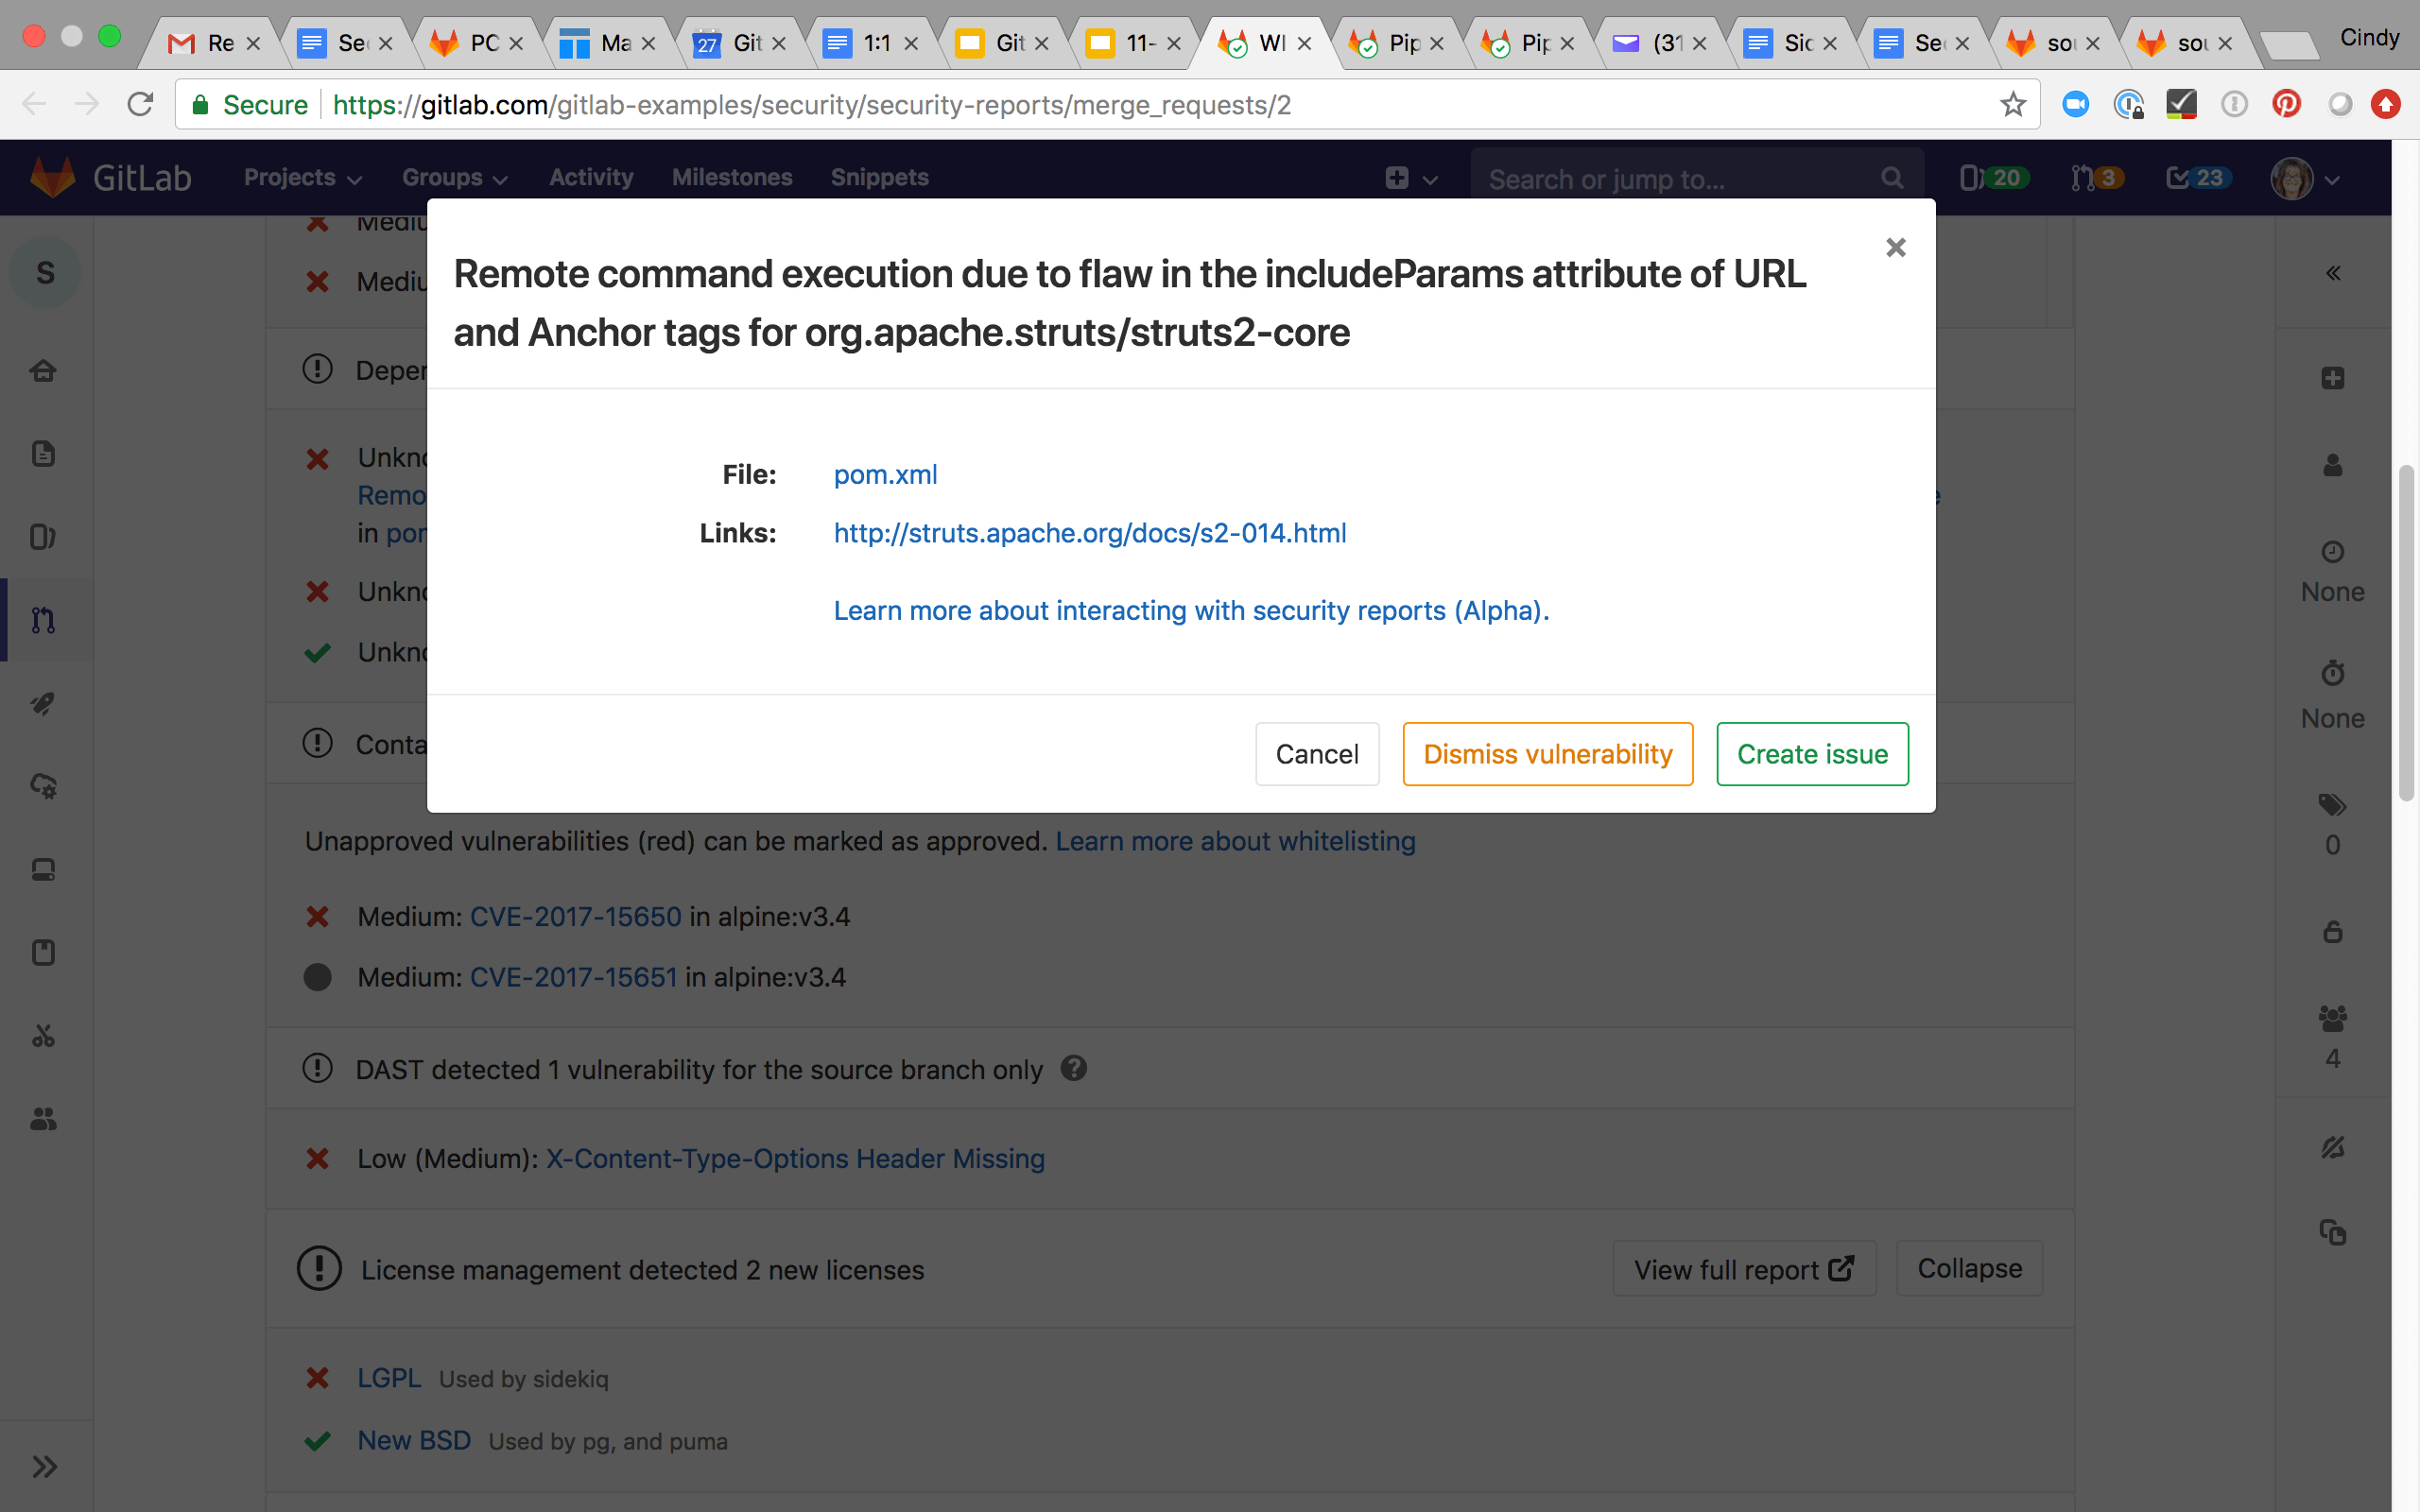 Re Se PC Ma 27 Git 1:1 Git 11- WI Pip Pip (31 Sic Se sou sou Cindy
Secure https://gitlab.com/gitlab-examples/security/security-reports/merge_requests/2
GitLab Projects Groups Activity Milestones Snippets Search or jump to... 20 3 23
S
Mediu
Mediu
Remote command execution due to flaw in the includeParams attribute of URL
and Anchor tags for org.apache.struts/struts2-core
Depen
File: pom.xml
Links: http://struts.apache.org/docs/s2-014.html
Learn more about interacting with security reports (Alpha).
Unkno
Remo
in pon
Unkno
Unkno
Cancel Dismiss vulnerability Create issue
Conta
None
None
0
4
Unapproved vulnerabilities (red) can be marked as approved. Learn more about whitelisting
Medium: CVE-2017-15650 in alpine:v3.4
Medium: CVE-2017-15651 in alpine:v3.4
DAST detected 1 vulnerability for the source branch only
Low (Medium): X-Content-Type-Options Header Missing
License management detected 2 new licenses View full report Collapse
LGPL Used by sidekiq
New BSD Used by pg, and puma